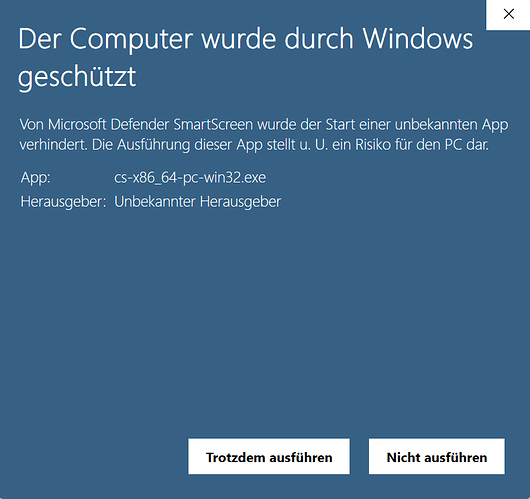 Der Computer wurde durch Windows
geschützt
Von Microsoft Defender SmartScreen wurde der Start einer unbekannten App
verhindert. Die Ausführung dieser App stellt u. U. ein Risiko für den PC dar.
App: cs-x86_64-pc-win32.exe
Herausgeber: Unbekannter Herausgeber
Trotzdem ausführen Nicht ausführen